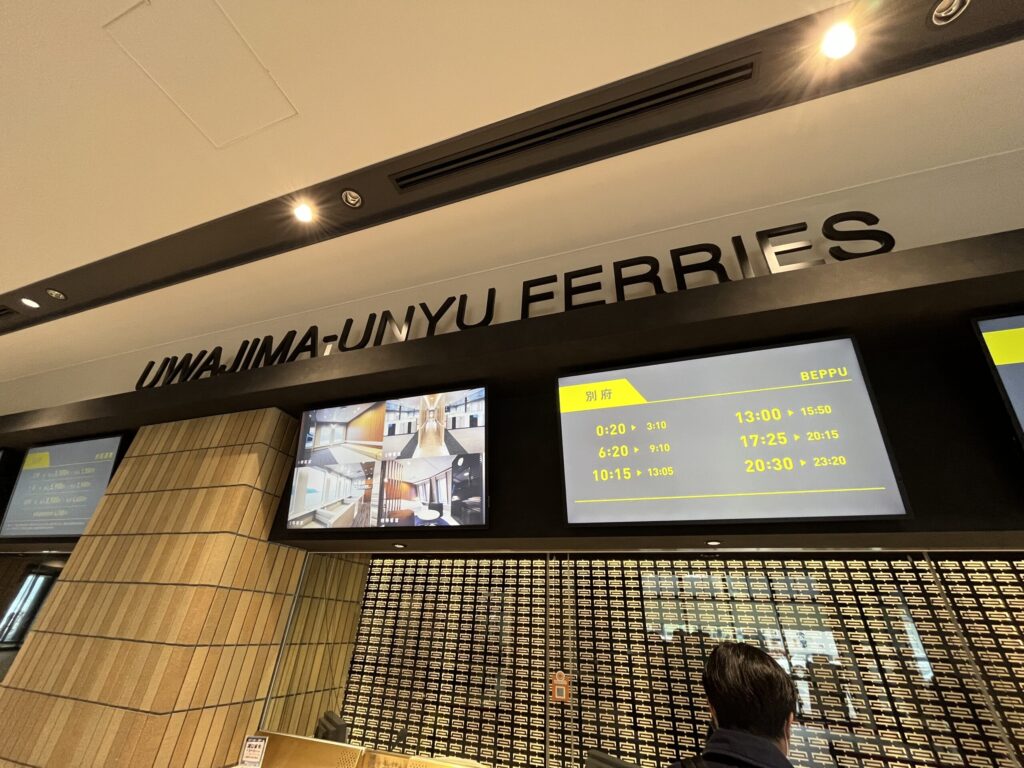 UWAJIMA-UNYU FERRIES
別府
BEPPU
0:20 ▶ 3:10
6:20 ▶ 9:10
10:15 ▶ 13:05
13:00 ▶ 15:50
17:25 ▶ 20:15
20:30 ▶ 23:20